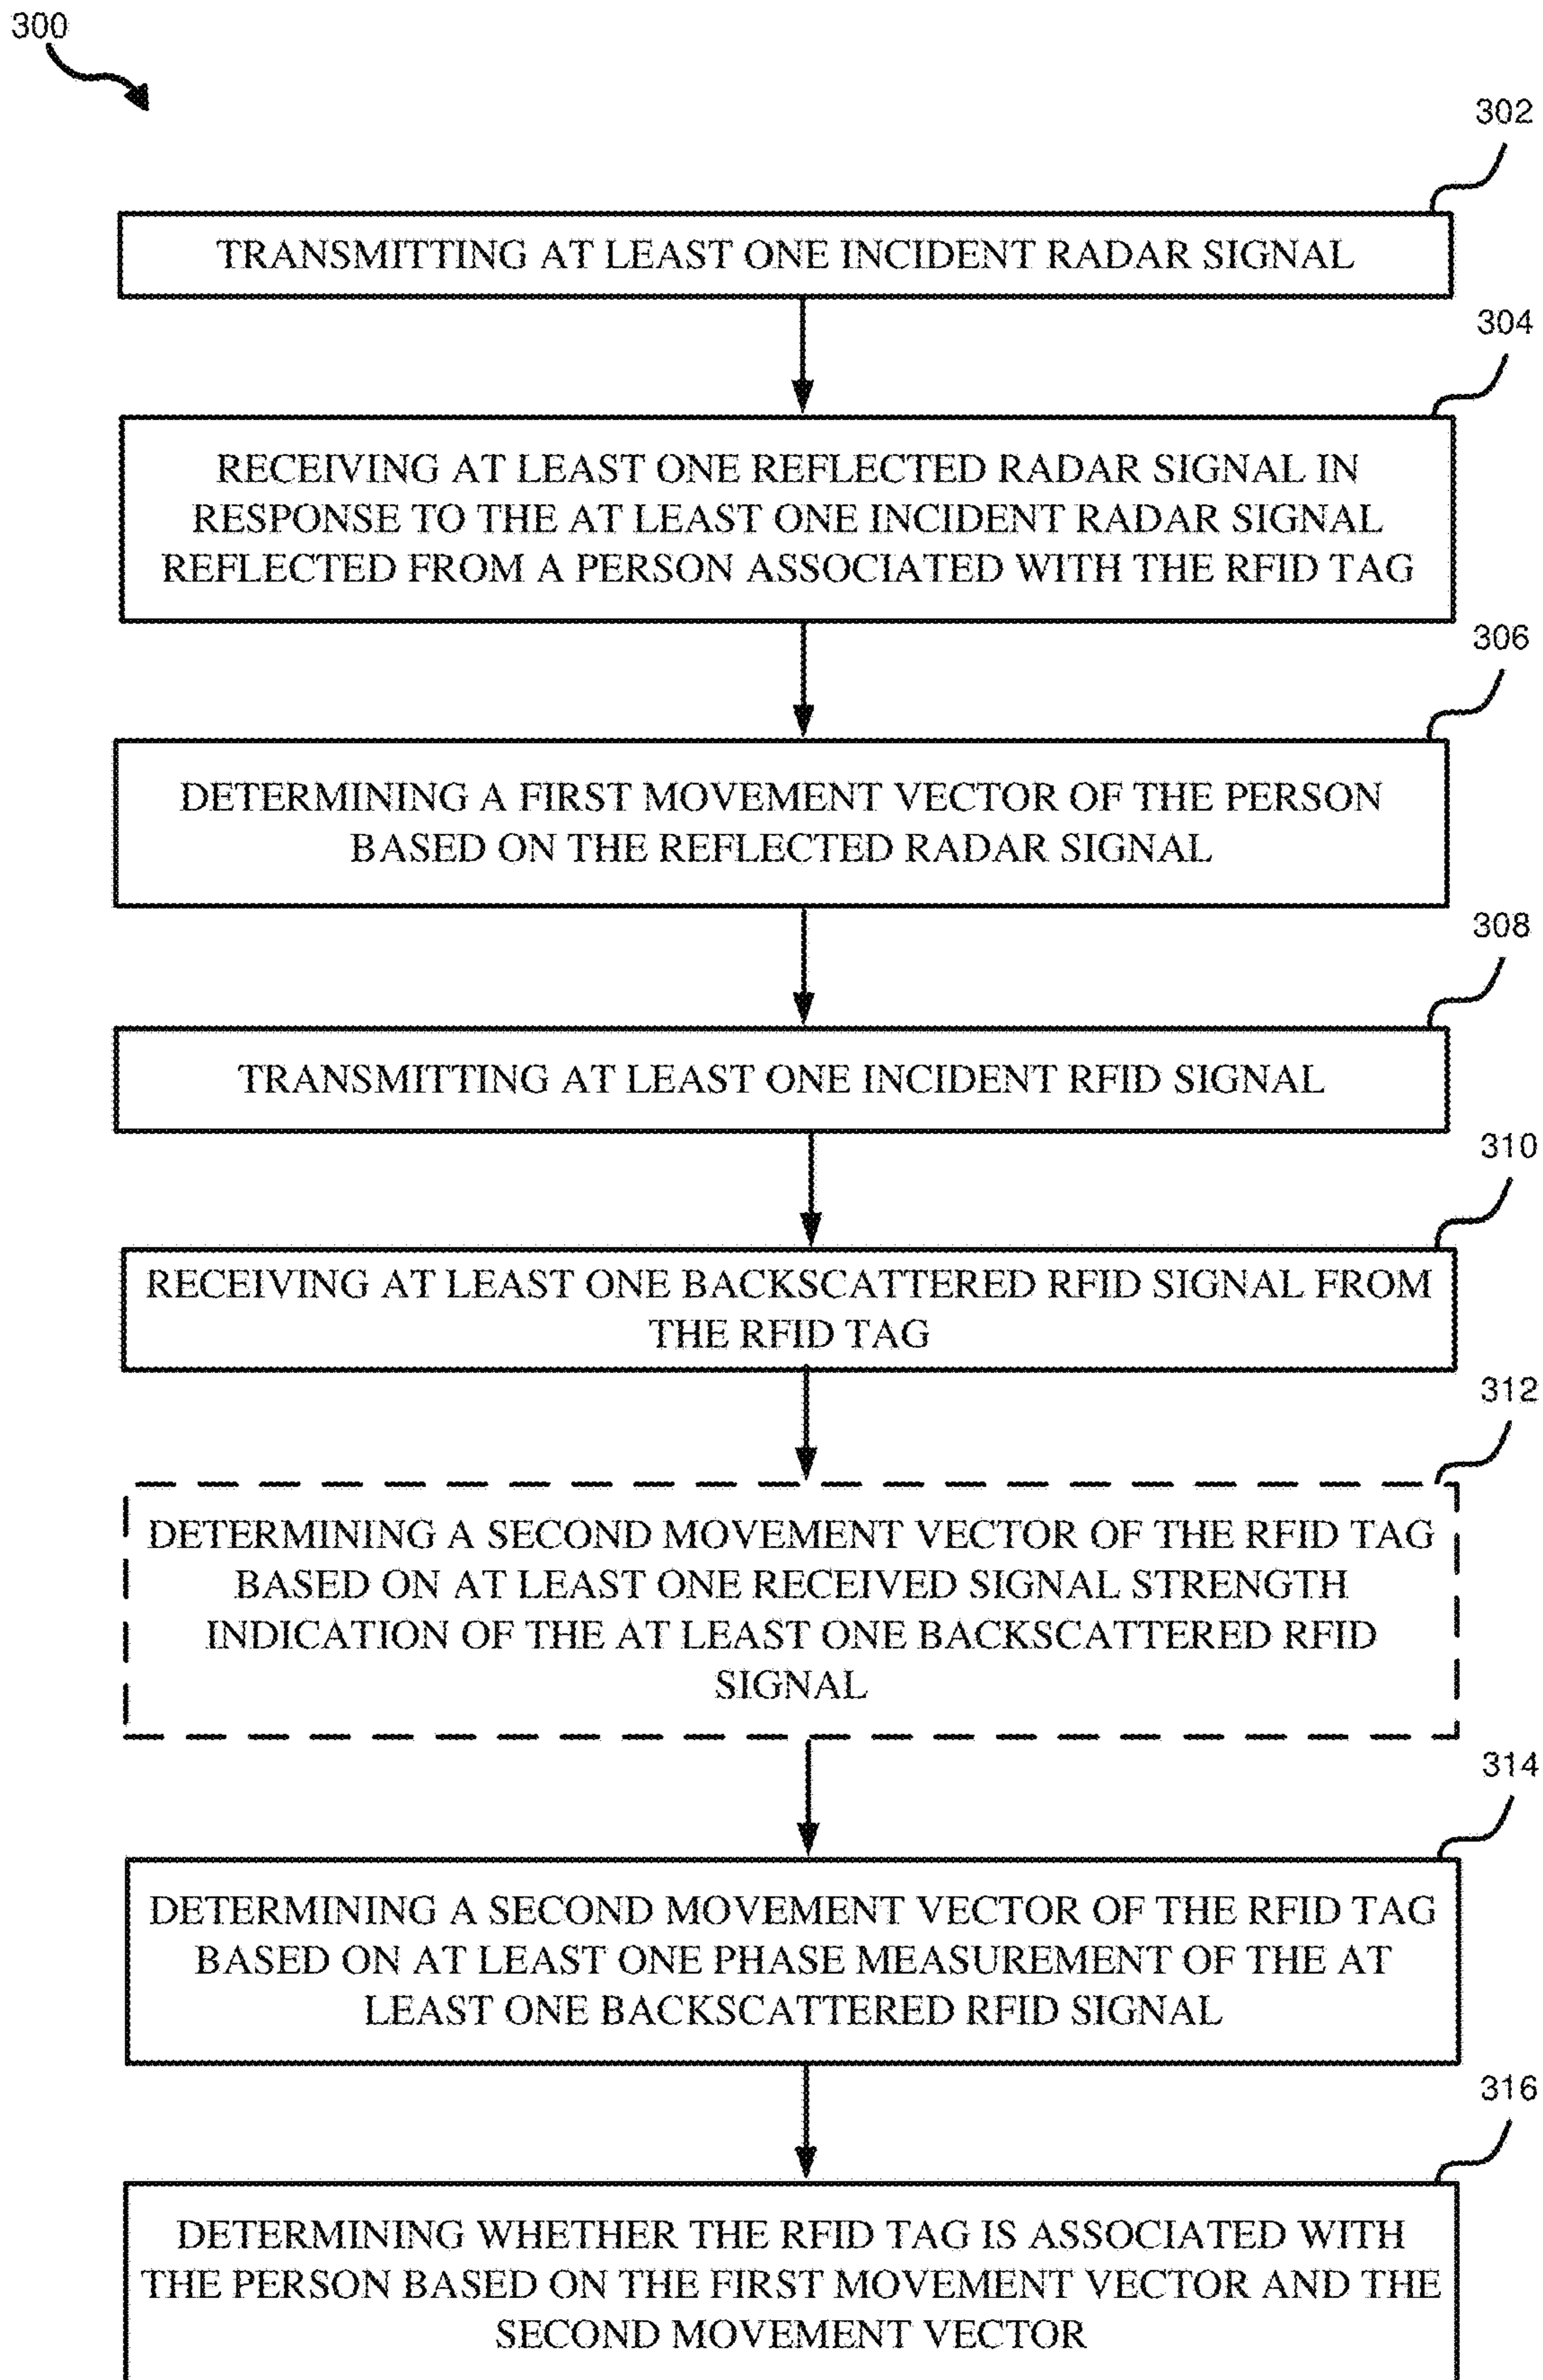 300
302
TRANSMITTING AT LEAST ONE INCIDENT RADAR SIGNAL
304
RECEIVING AT LEAST ONE REFLECTED RADAR SIGNAL IN
RESPONSE TO THE AT LEAST ONE INCIDENT RADAR SIGNAL
REFLECTED FROM A PERSON ASSOCIATED WITH THE RFID TAG
306
DETERMINING A FIRST MOVEMENT VECTOR OF THE PERSON
BASED ON THE REFLECTED RADAR SIGNAL
308
TRANSMITTING AT LEAST ONE INCIDENT RFID SIGNAL
310
RECEIVING AT LEAST ONE BACKSCATTERED RFID SIGNAL FROM
THE RFID TAG
312
DETERMINING A SECOND MOVEMENT VECTOR OF THE RFID TAG
BASED ON AT LEAST ONE RECEIVED SIGNAL STRENGTH
INDICATION OF THE AT LEAST ONE BACKSCATTERED RFID
SIGNAL
314
DETERMINING A SECOND MOVEMENT VECTOR OF THE RFID TAG
BASED ON AT LEAST ONE PHASE MEASUREMENT OF THE AT
LEAST ONE BACKSCATTERED RFID SIGNAL
316
DETERMINING WHETHER THE RFID TAG IS ASSOCIATED WITH
THE PERSON BASED ON THE FIRST MOVEMENT VECTOR AND THE
SECOND MOVEMENT VECTOR